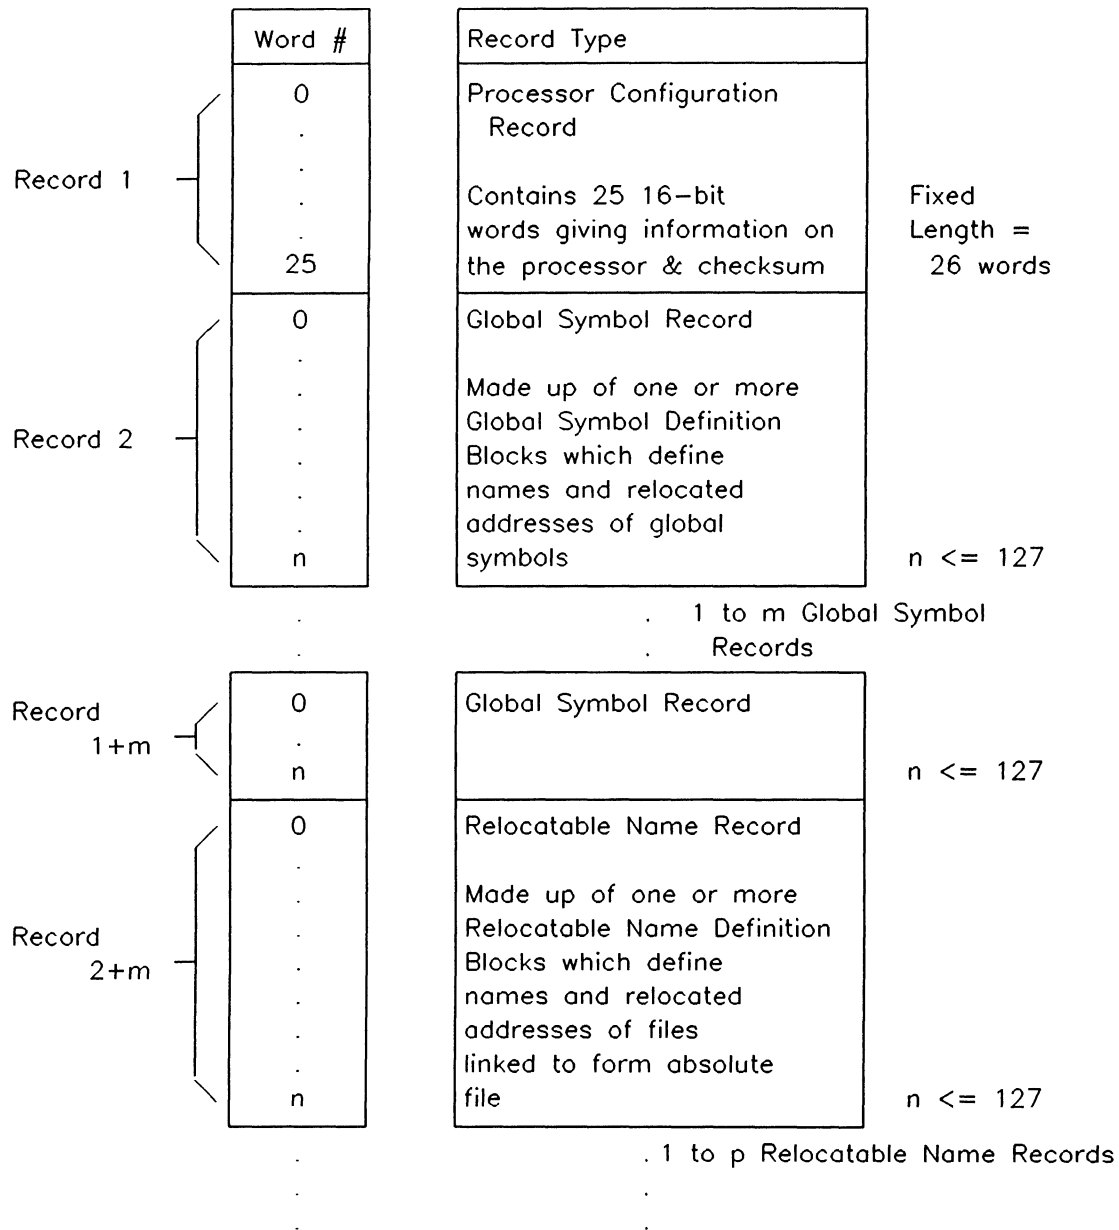 Word # Record Type
0 Processor Configuration
. Record
Record 1 .
. Contains 25 16-bit Fixed
. words giving information on Length =
25 the processor & checksum 26 words
0 Global Symbol Record
.
. Made up of one or more
Record 2 . Global Symbol Definition
. Blocks which define
. names and relocated
. addresses of global
n symbols n <= 127
. . 1 to m Global Symbol
. . Records
Record 0 Global Symbol Record
1+m .
n n <= 127
0 Relocatable Name Record
.
. Made up of one or more
Record . Relocatable Name Definition
2+m . Blocks which define
. names and relocated
. addresses of files
. linked to form absolute
n file n <= 127
. . 1 to p Relocatable Name Records
. .
. .